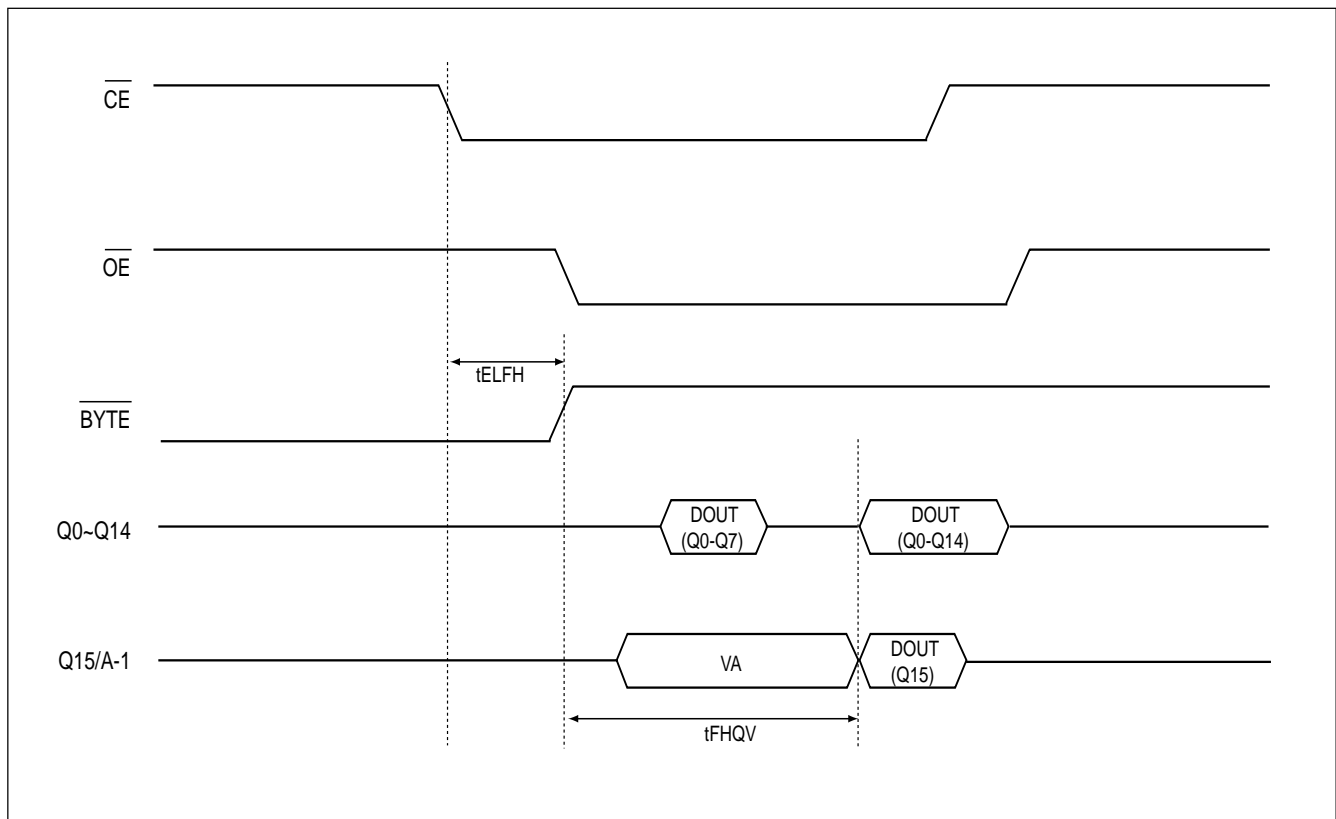 CE
OE
tELFH
BYTE
Q0~Q14
DOUT
(Q0-Q7)
DOUT
(Q0-Q14)
Q15/A-1
VA
DOUT
(Q15)
tFHQV